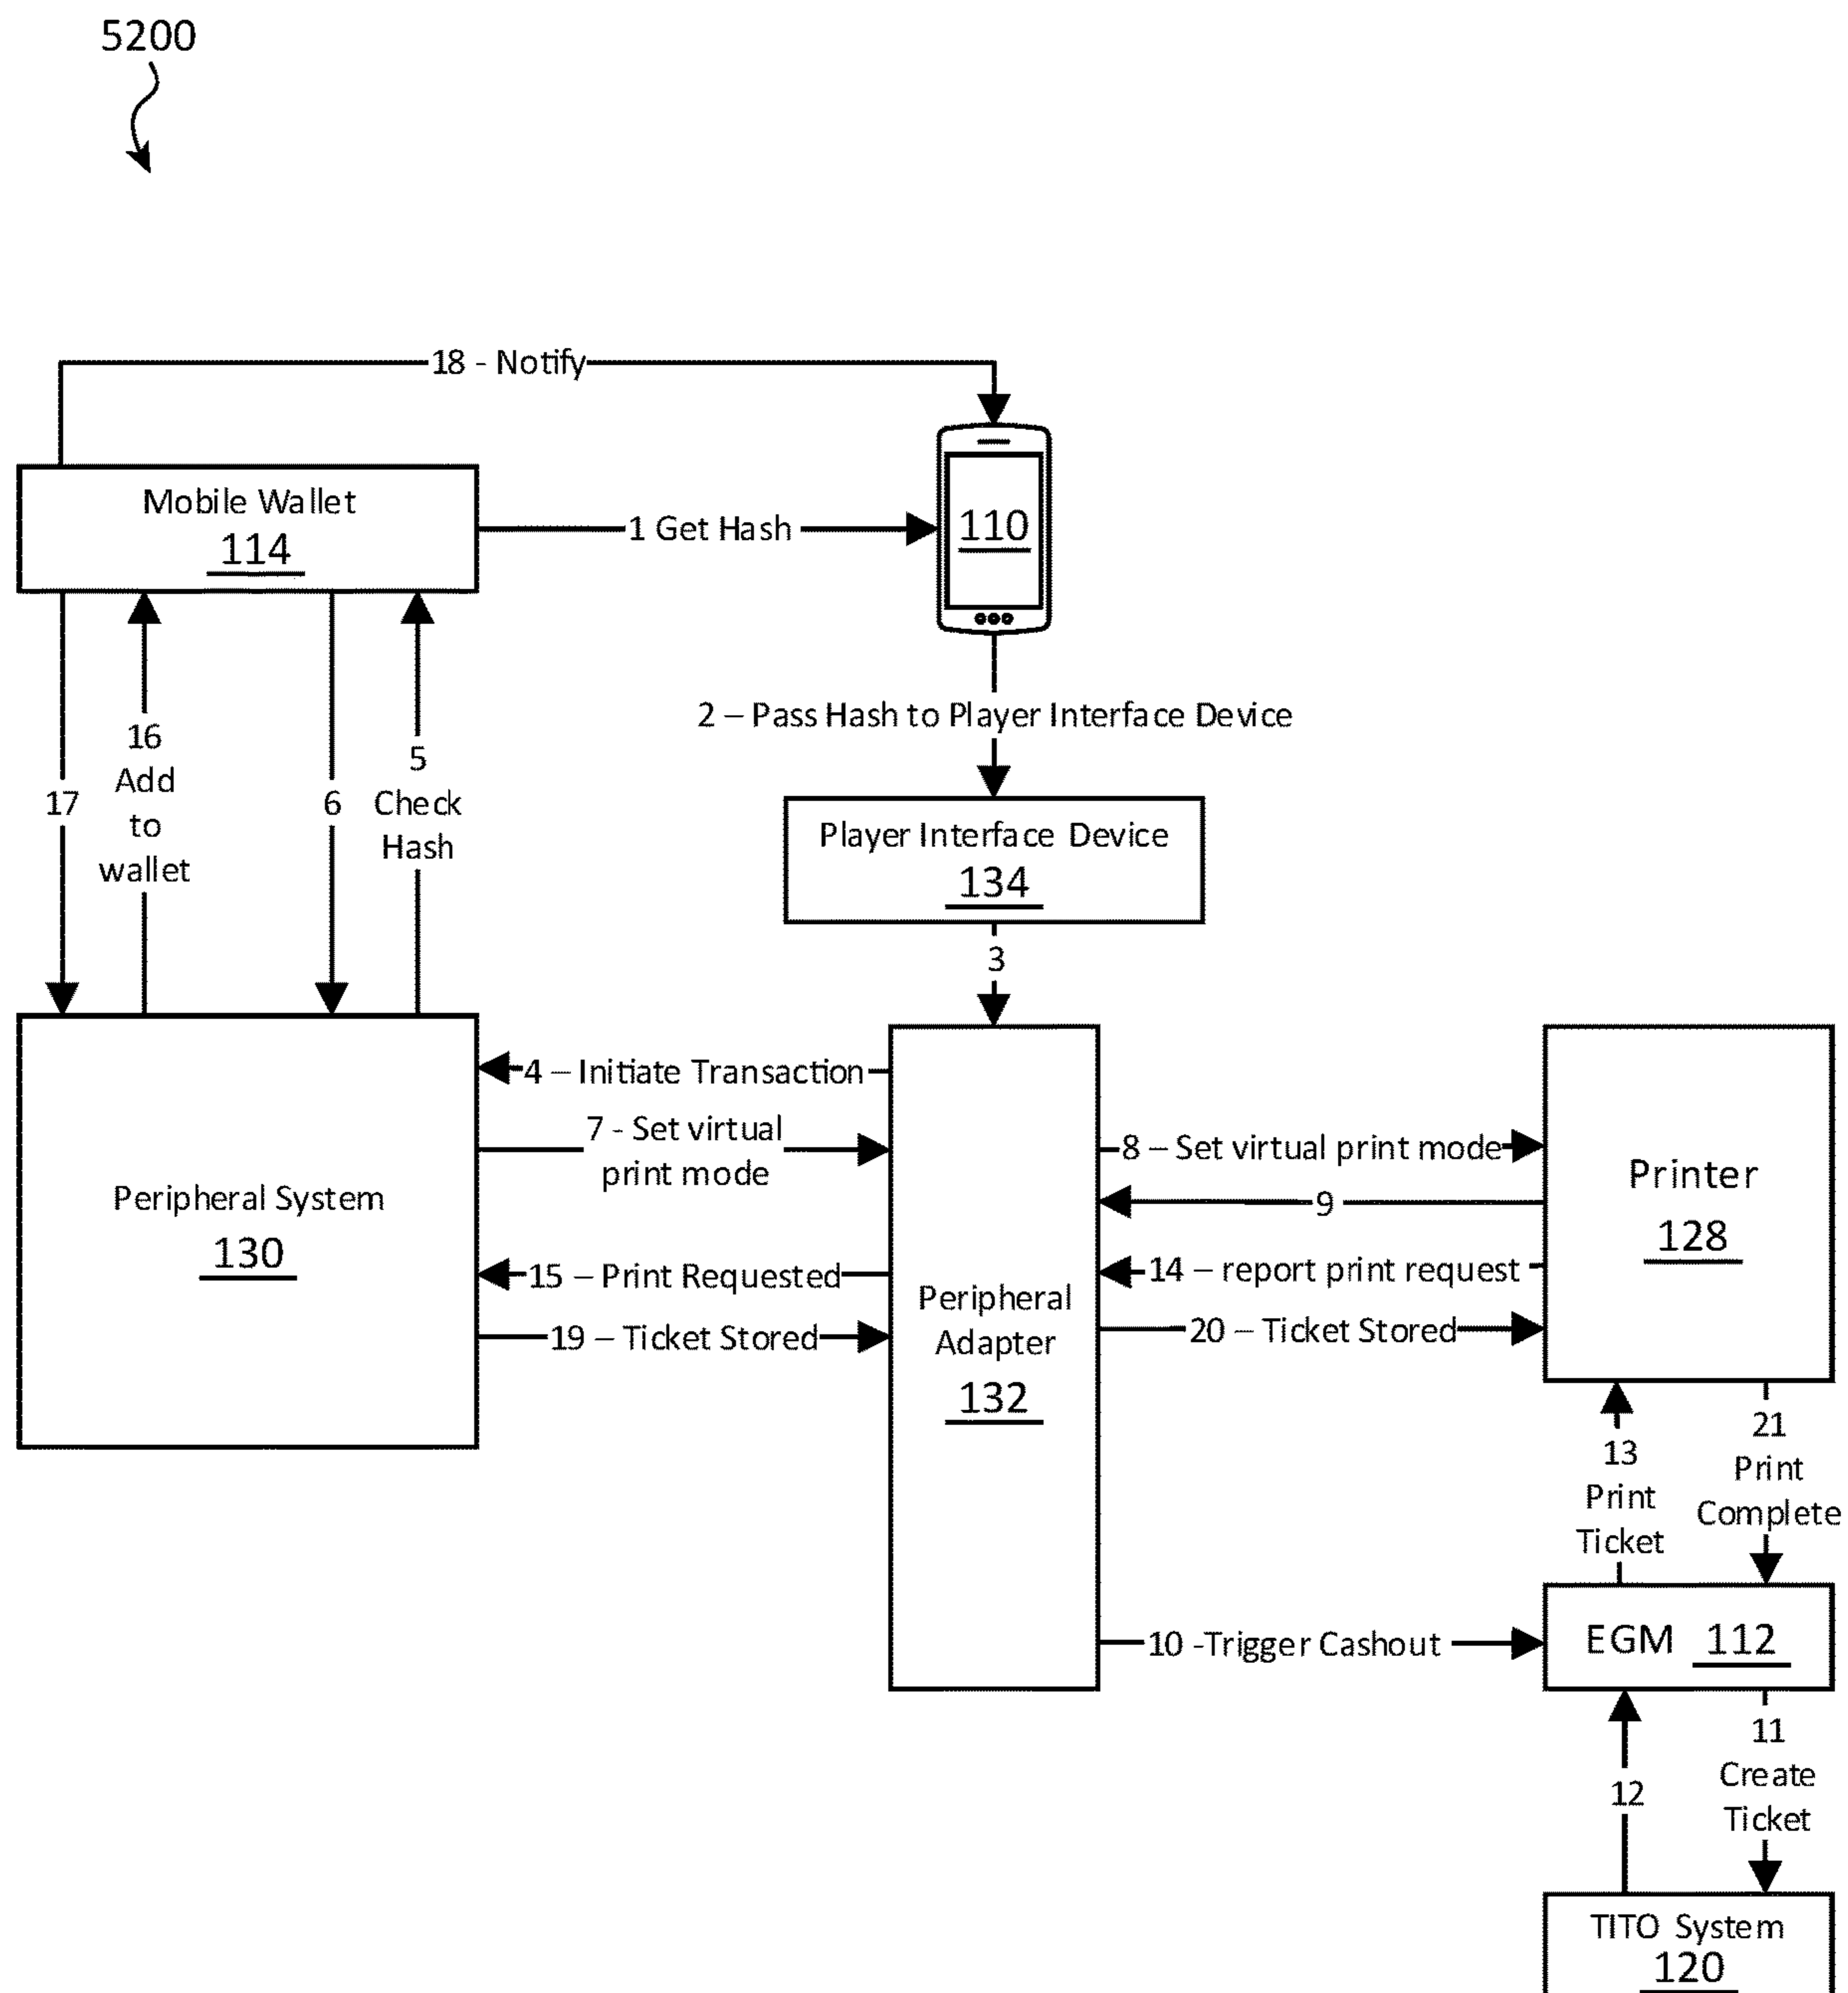 5200
18 - Notify
Mobile Wallet
114
1 Get Hash
110
2 – Pass Hash to Player Interface Device
17
16
Add
to
wallet
6
5
Check
Hash
Player Interface Device
134
3
Peripheral System
130
4 – Initiate Transaction
7 - Set virtual
print mode
15 – Print Requested
19 – Ticket Stored
Peripheral
Adapter
132
8 – Set virtual print mode
9
14 – report print request
20 – Ticket Stored
Printer
128
13
Print
Ticket
21
Print
Complete
10 -Trigger Cashout
EGM 112
12
11
Create
Ticket
TITO System
120